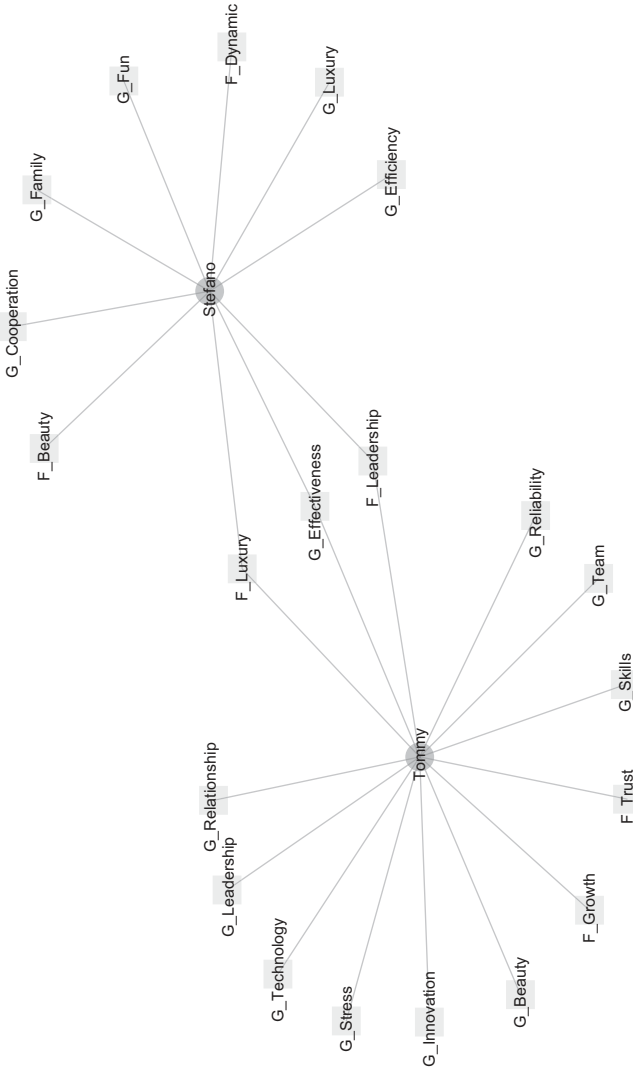 F_Dynamic
G_Fun
G_Luxury
G_Family
G_Efficiency
Stefano
G_Cooperation
F_Beauty
F_Leadership
G_Effectiveness
F_Luxury
G_Reliability
G_Team
G_Skills
Tommy
G_Relationship
F_Trust
G_Leadership
F_Growth
G_Technology
G_Beauty
G_Stress
G_Innovation